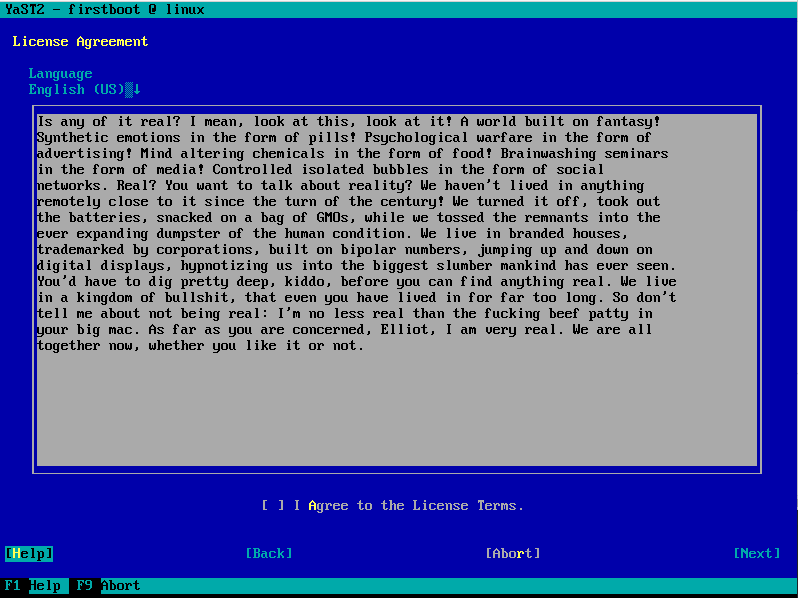 YaST2 - firstboot @ linux
License Agreement
Language
English (US)▒↓
Is any of it real? I mean, look at this, look at it! A world built on fantasy!
Synthetic emotions in the form of pills! Psychological warfare in the form of
advertising! Mind altering chemicals in the form of food! Brainwashing seminars
in the form of media! Controlled isolated bubbles in the form of social
networks. Real? You want to talk about reality? We haven't lived in anything
remotely close to it since the turn of the century! We turned it off, took out
the batteries, snacked on a bag of GMOs, while we tossed the remnants into the
ever expanding dumpster of the human condition. We live in branded houses,
trademarked by corporations, built on bipolar numbers, jumping up and down on
digital displays, hypnotizing us into the biggest slumber mankind has ever seen.
You'd have to dig pretty deep, kiddo, before you can find anything real. We live
in a kingdom of bullshit, that even you have lived in for far too long. So don't
tell me about not being real: I'm no less real than the fucking beef patty in
your big mac. As far as you are concerned, Elliot, I am very real. We are all
together now, whether you like it or not.
[ ] I Agree to the License Terms.
[Help] [Back] [Abort] [Next]
F1 Help F9 Abort